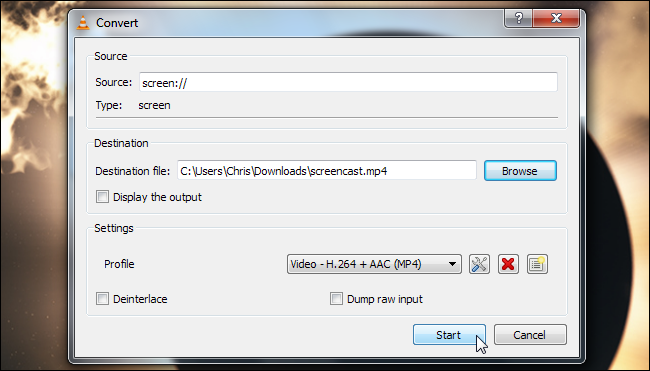 Convert
Source
Source: screen://
Type: screen
Destination
Destination file: C:\Users\Chris\Downloads\screencast.mp4 Browse
Display the output
Settings
Profile Video - H.264 + AAC (MP4)
Deinterlace Dump raw input
Start Cancel